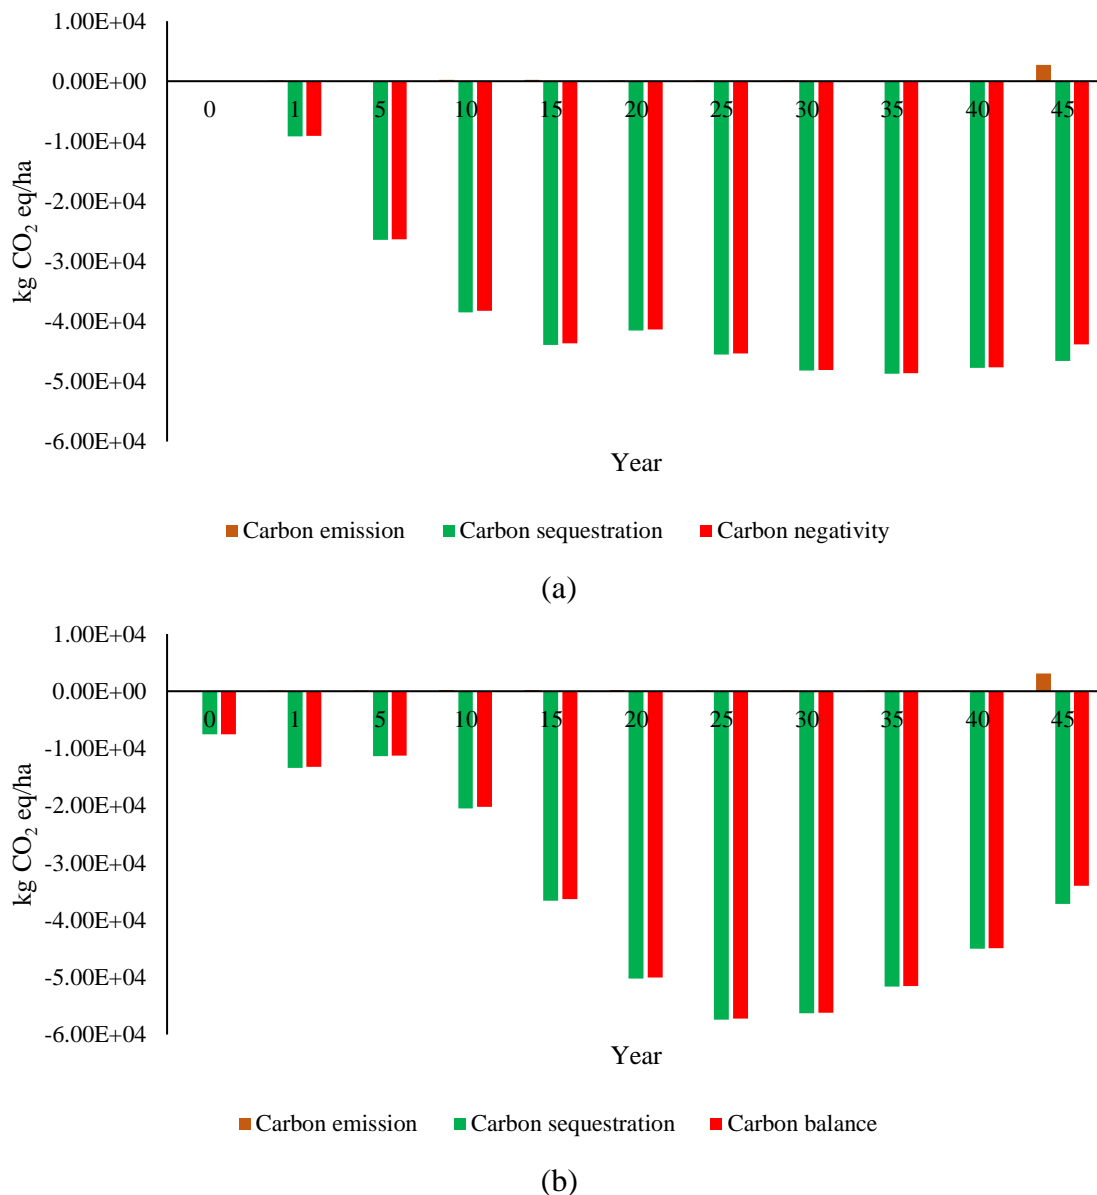 1.00E+04
0.00E+00
-1.00E+04
-2.00E+04
-3.00E+04
-4.00E+04
-5.00E+04
-6.00E+04
kg CO₂ eq/ha
0 1 5 10 15 20 25 30 35 40 45
Year
Carbon emission Carbon sequestration Carbon negativity
(a)
1.00E+04
0.00E+00
-1.00E+04
-2.00E+04
-3.00E+04
-4.00E+04
-5.00E+04
-6.00E+04
kg CO₂ eq/ha
0 1 5 10 15 20 25 30 35 40 45
Year
Carbon emission Carbon sequestration Carbon balance
(b)